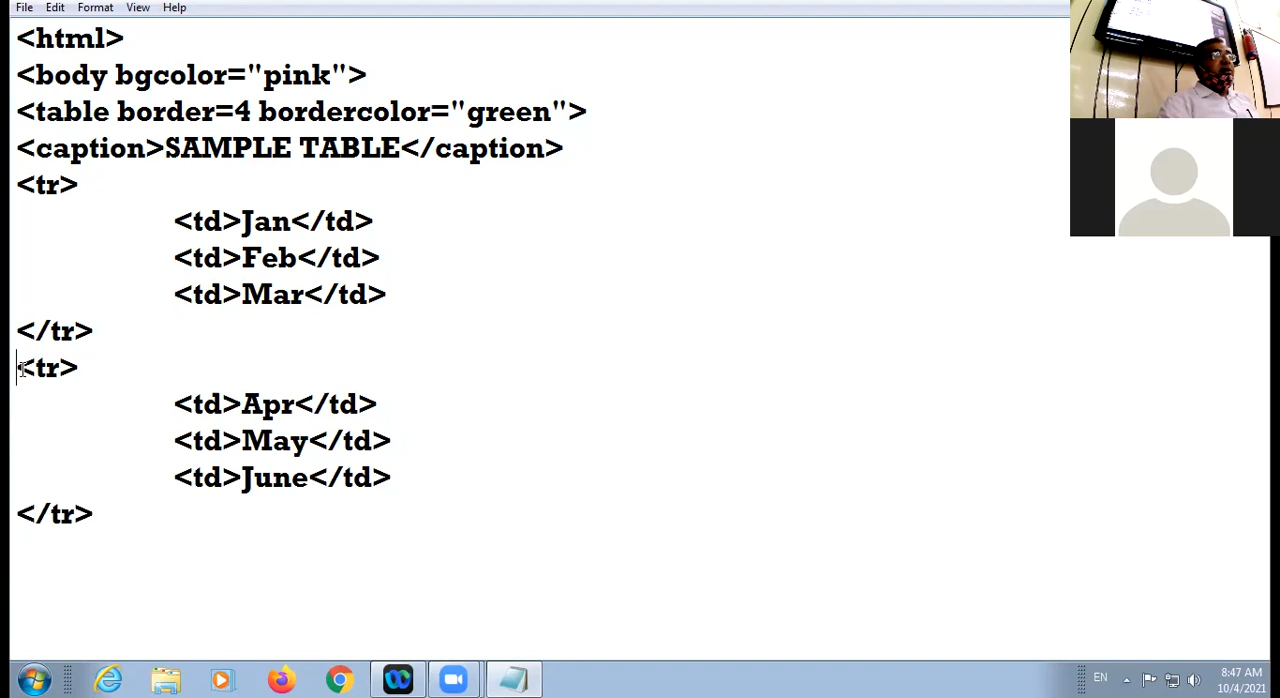 File Edit Format View Help
<html>
<body bgcolor="pink">
<table border=4 bordercolor="green">
<caption>SAMPLE TABLE</caption>
<tr>
<td>Jan</td>
<td>Feb</td>
<td>Mar</td>
</tr>
<tr>
<td>Apr</td>
<td>May</td>
<td>June</td>
</tr>
EN
8:47 AM
10/4/2021